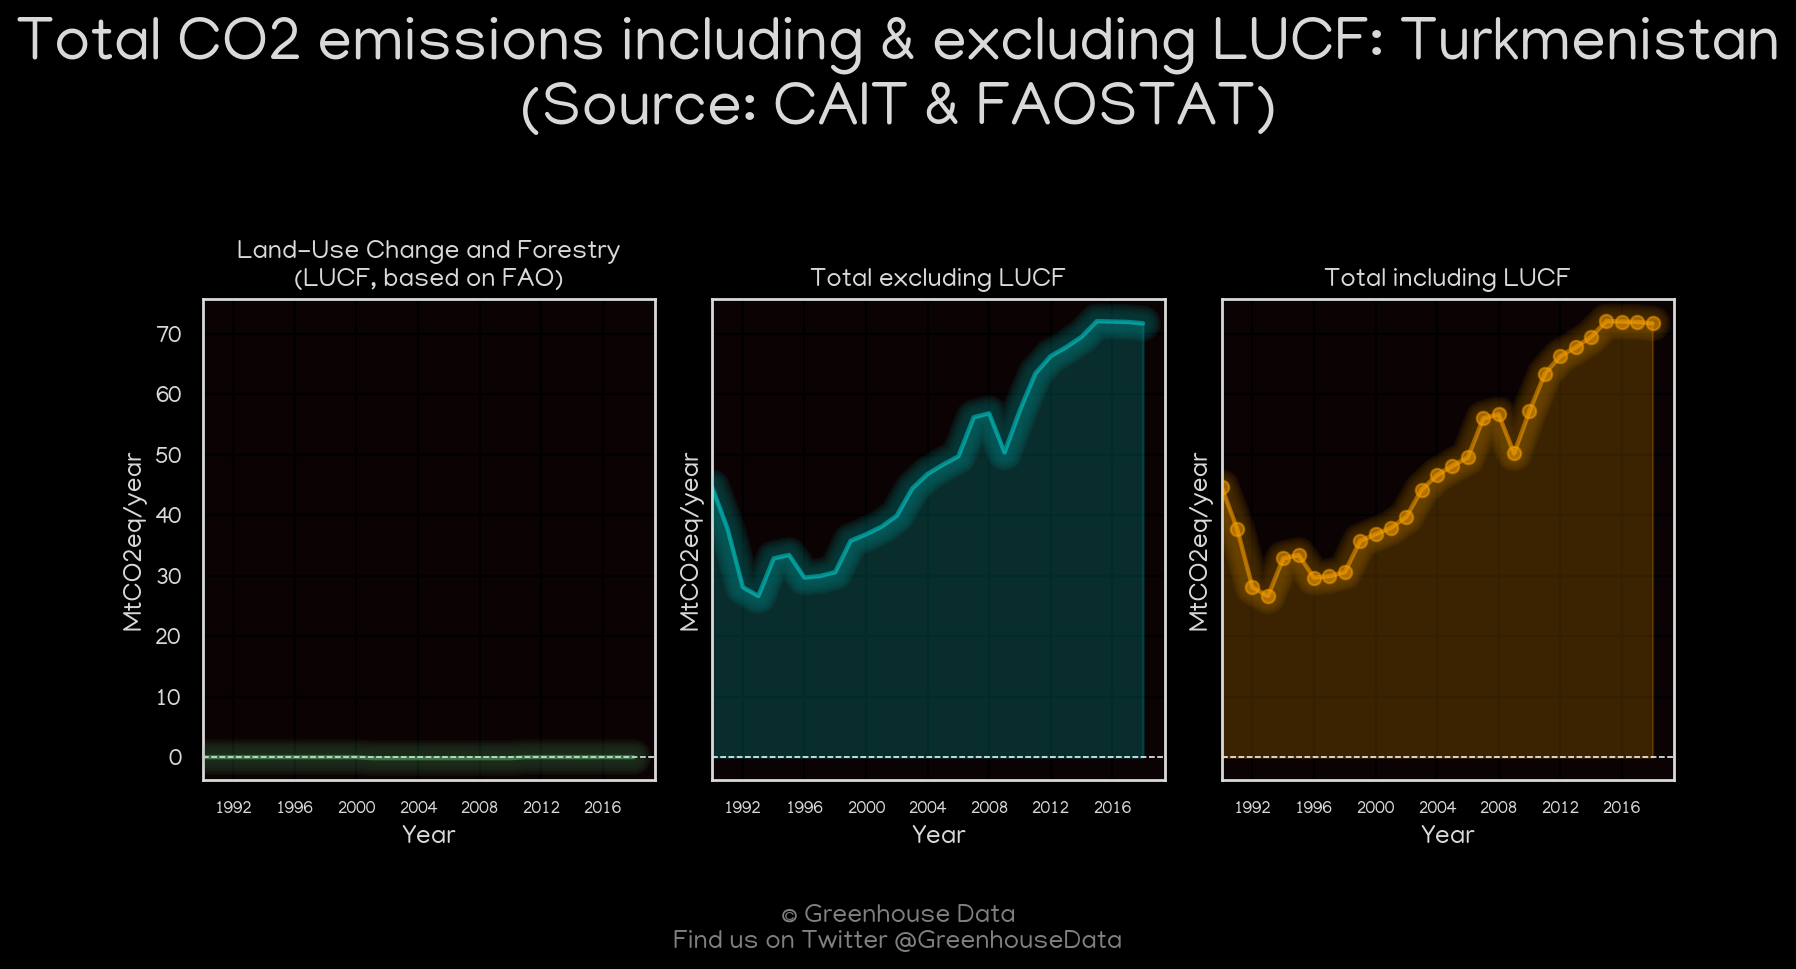 Total CO2 emissions including & excluding LUCF: Turkmenistan
(Source: CAIT & FAOSTAT)
Land-Use Change and Forestry
(LUCF, based on FAO)
Total excluding LUCF
Total including LUCF
MtCO2eq/year
70
60
50
40
30
20
10
0
MtCO2eq/year
MtCO2eq/year
1992 1996 2000 2004 2008 2012 2016
1992 1996 2000 2004 2008 2012 2016
1992 1996 2000 2004 2008 2012 2016
Year
Year
Year
© Greenhouse Data
Find us on Twitter @GreenhouseData